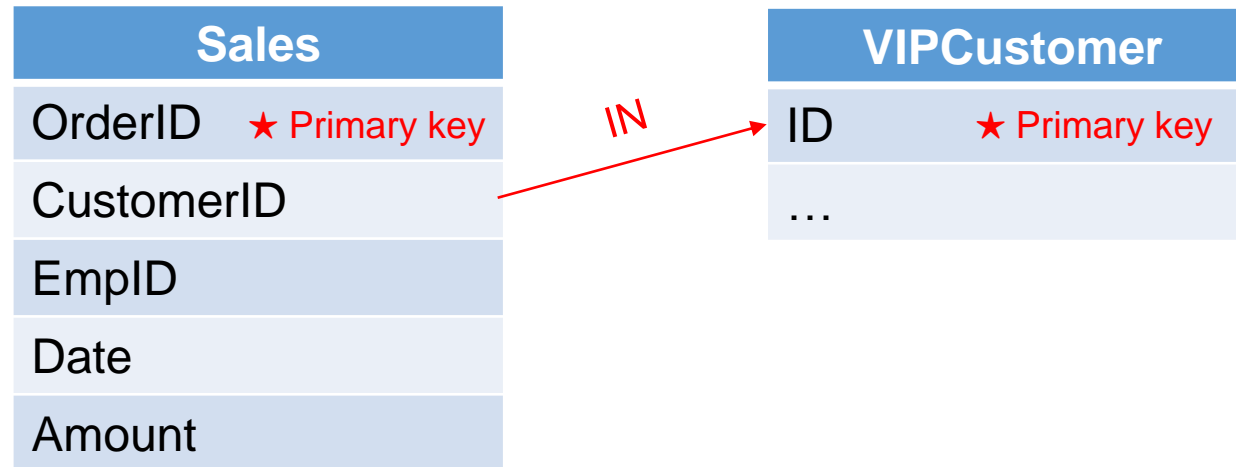 Sales
OrderID ★ Primary key
CustomerID
EmpID
Date
Amount
IN
VIPCustomer
ID ★ Primary key
…